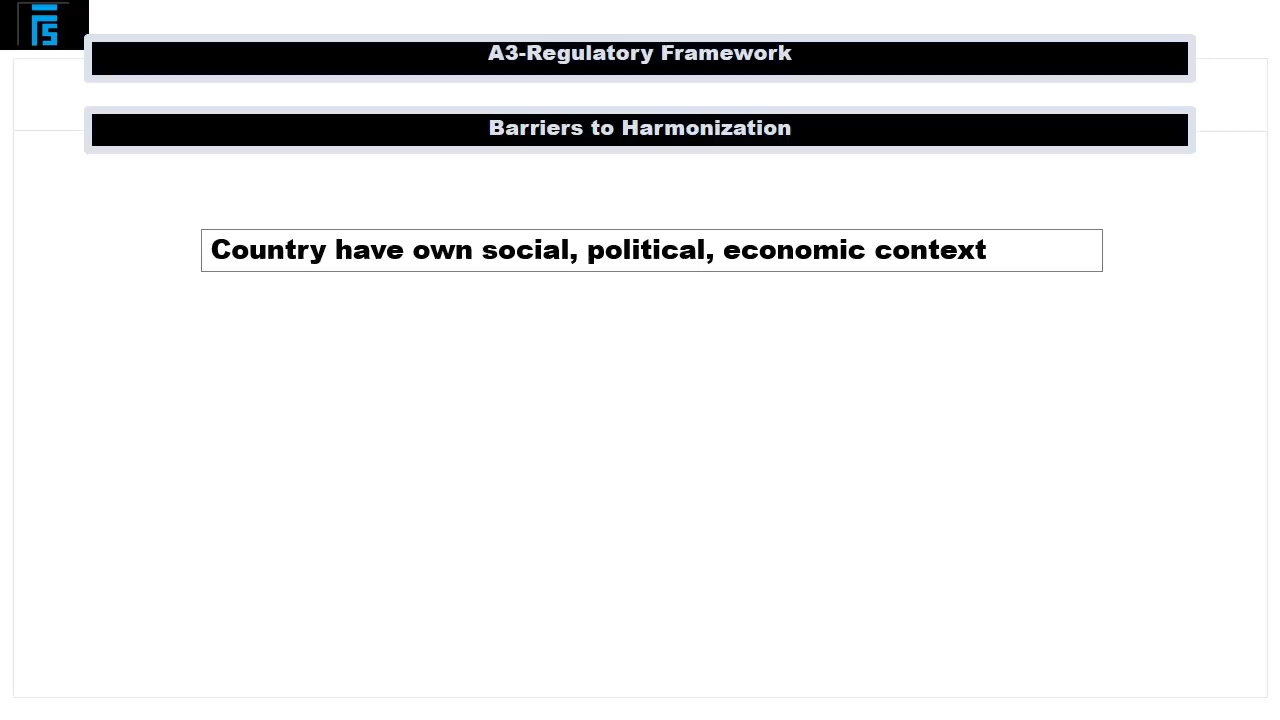 A3-Regulatory Framework
Barriers to Harmonization
Country have own social, political, economic context